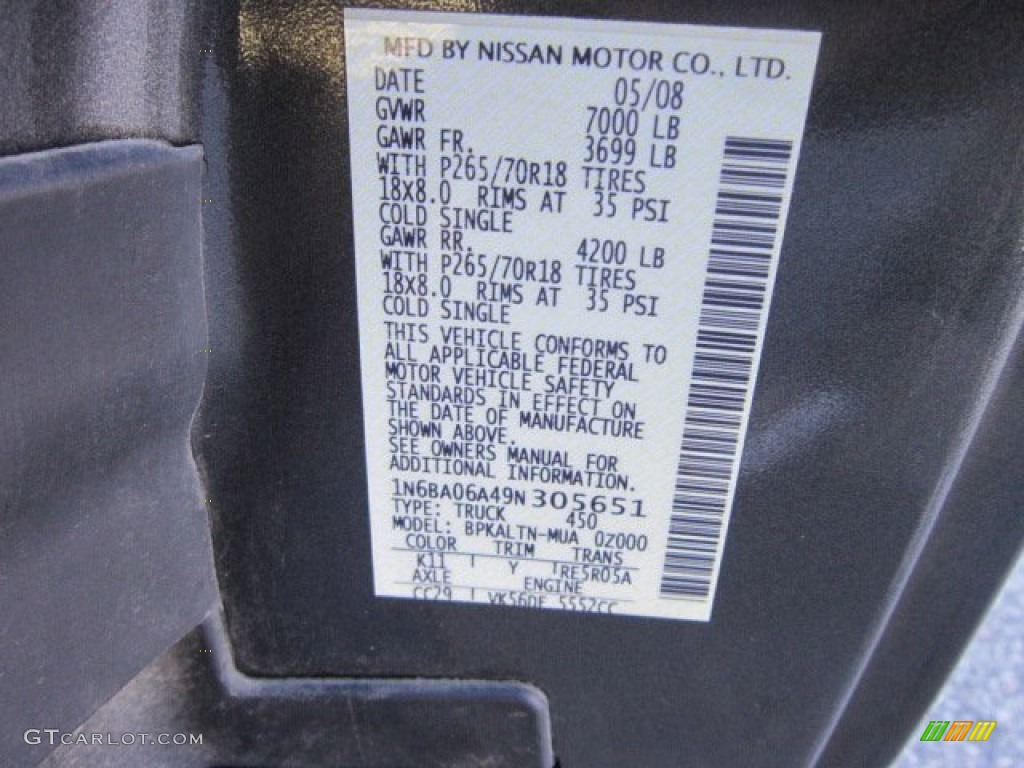 MFD BY NISSAN MOTOR CO., LTD.
DATE 05/08
GVWR 7000 LB
GAWR FR. 3699 LB
WITH P265/70R18 TIRES
18X8.0 RIMS AT 35 PSI
COLD SINGLE
GAWR RR. 4200 LB
WITH P265/70R18 TIRES
18X8.0 RIMS AT 35 PSI
COLD SINGLE
THIS VEHICLE CONFORMS TO
ALL APPLICABLE FEDERAL
MOTOR VEHICLE SAFETY
STANDARDS IN EFFECT ON
THE DATE OF MANUFACTURE
SHOWN ABOVE.
SEE OWNERS MANUAL FOR
ADDITIONAL INFORMATION.
1N6BA06A49N305651
TYPE: TRUCK 450
MODEL: BPKALTN-MUA 0Z000
COLOR TRIM TRANS
K11 Y RE5R05A
AXLE ENGINE
CC29 VK56DE 5552CC
GTCARLOT.COM